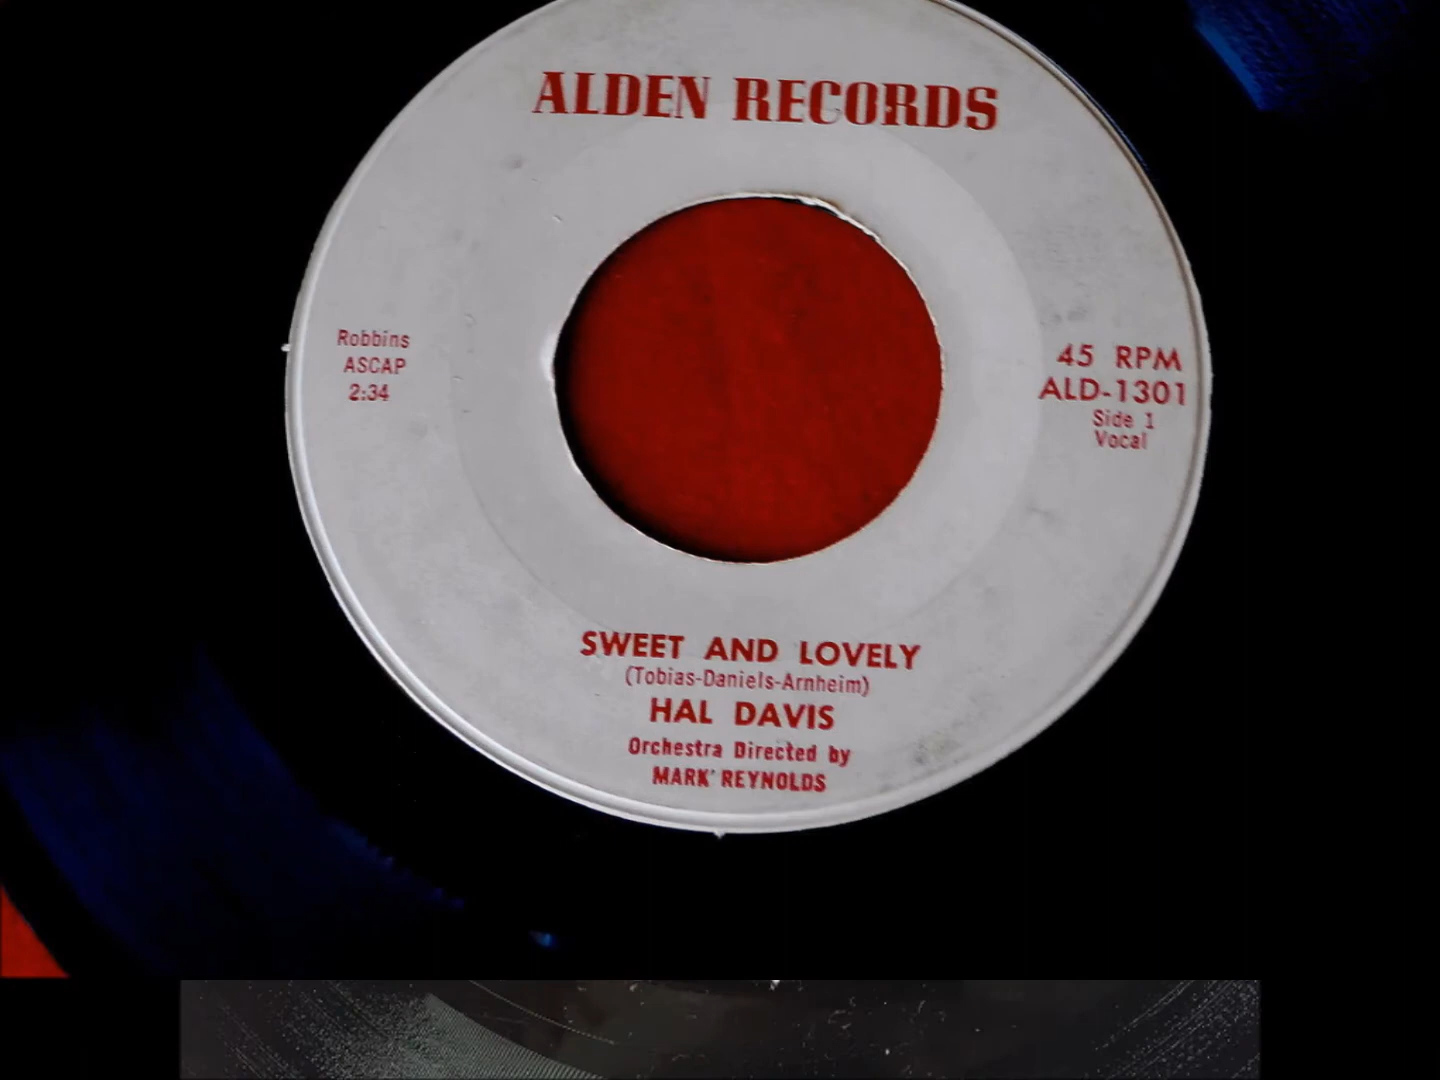 ALDEN RECORDS
Robbins
ASCAP
2:34
45 RPM
ALD-1301
Side 1
Vocal
SWEET AND LOVELY
(Tobias-Daniels-Arnheim)
HAL DAVIS
Orchestra Directed by
MARK REYNOLDS